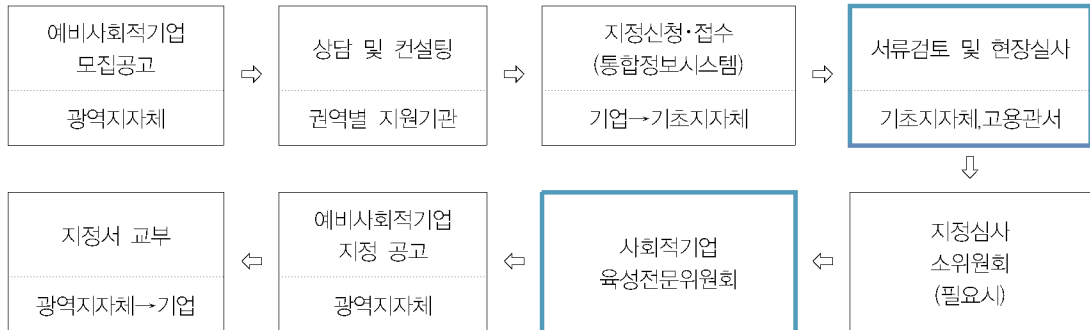 예비사회적기업
모집공고
광역지자체
⇨
상담 및 컨설팅
권역별 지원기관
⇨
지정신청·접수
(통합정보시스템)
기업→기초지자체
⇨
서류검토 및 현장실사
기초지자체,고용관서
⇩
지정심사
소위원회
(필요시)
⇦
사회적기업
육성전문위원회
⇦
예비사회적기업
지정 공고
광역지자체
⇦
지정서 교부
광역지자체→기업